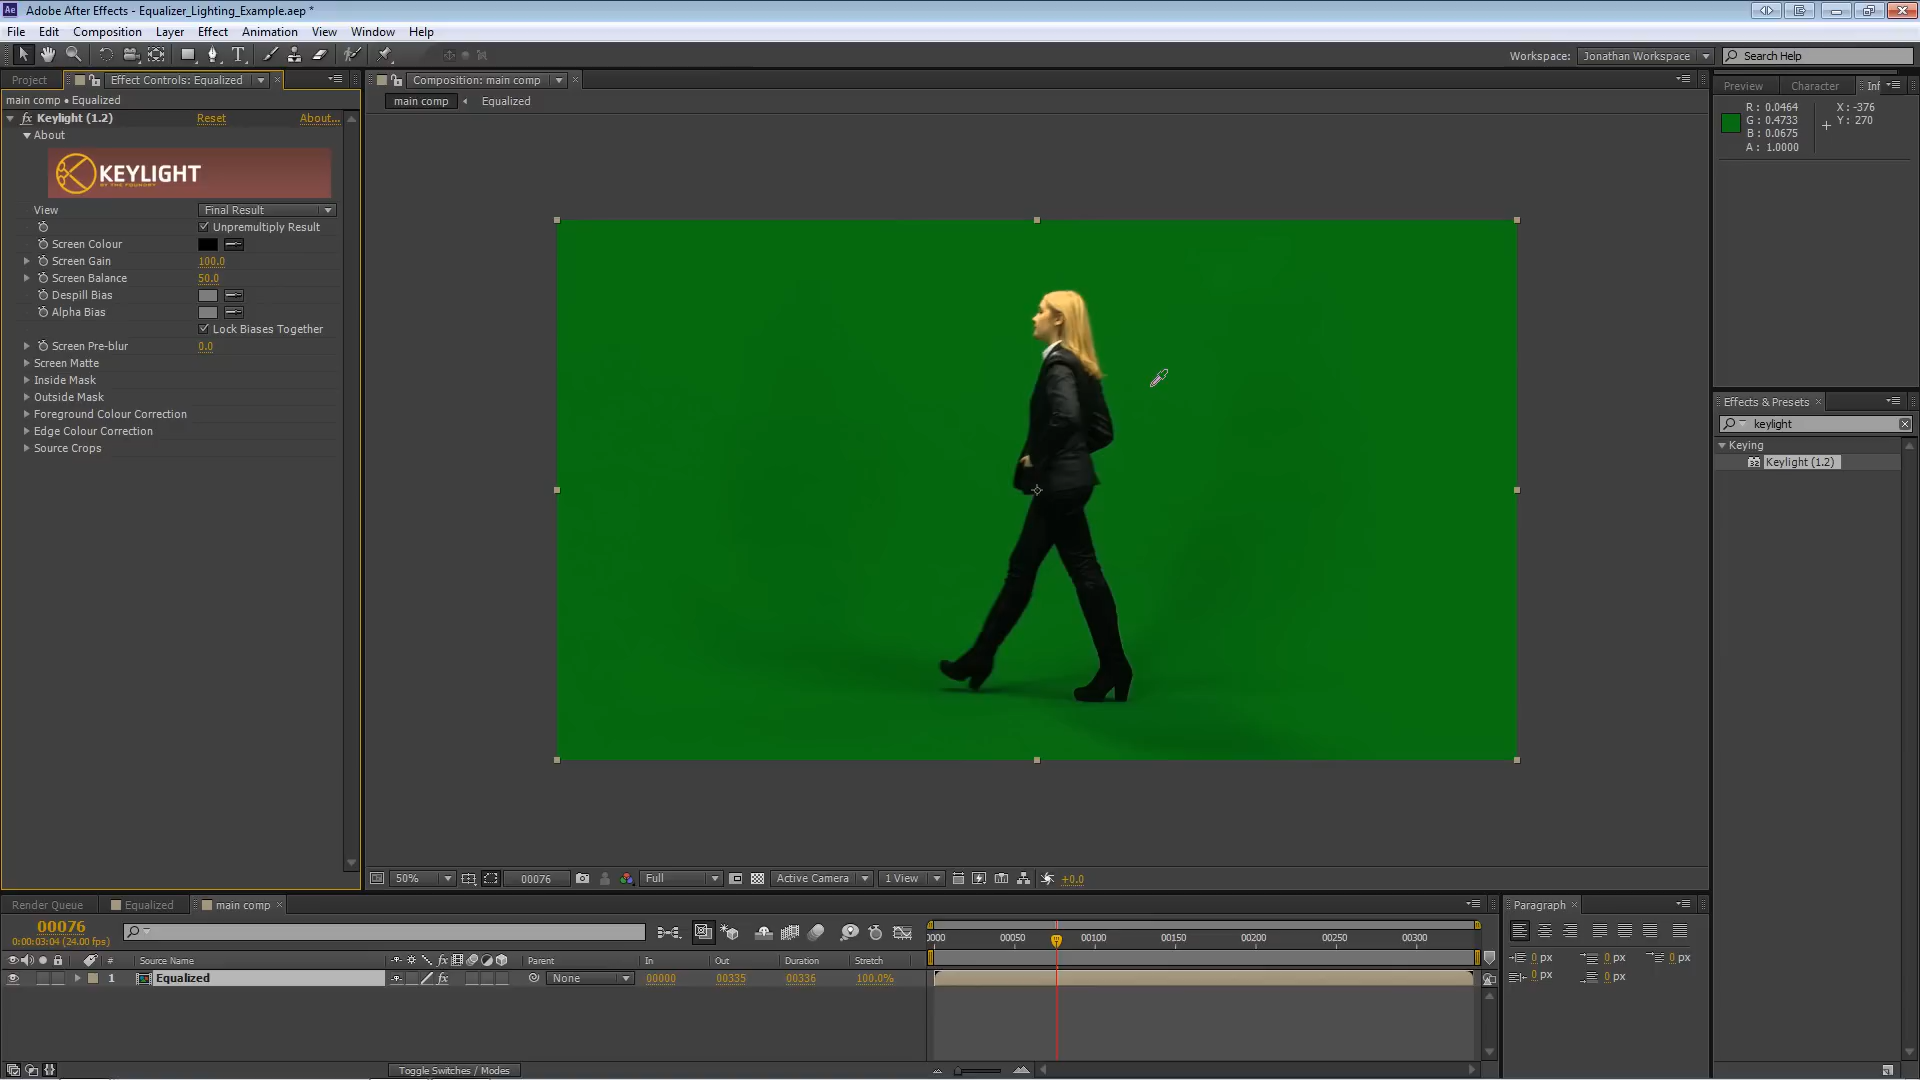 Adobe After Effects - Equalizer_Lighting_Example.aep *
File Edit Composition Layer Effect Animation View Window Help
Workspace: Jonathan Workspace Search Help
Project Effect Controls: Equalized
main comp • Equalized
Keylight (1.2) Reset About...
About
KEYLIGHT
BY THE FOUNDRY
View Final Result
Unpremultiply Result
Screen Colour
Screen Gain 100.0
Screen Balance 50.0
Despill Bias
Alpha Bias
Lock Biases Together
Screen Pre-blur 0.0
Screen Matte
Inside Mask
Outside Mask
Foreground Colour Correction
Edge Colour Correction
Source Crops
Composition: main comp
main comp Equalized
50% 00076 Full Active Camera 1 View +0.0
Preview Character Inf
R : 0.0464 X : -376
G : 0.4733 Y : 270
B : 0.0675
A : 1.0000
Effects & Presets
keylight
Keying
Keylight (1.2)
Render Queue Equalized main comp
00076
0:00:03:04 (24.00 fps)
0000 00050 00100 00150 00200 00250 00300
# Source Name Parent In Out Duration Stretch
1 Equalized None 00000 00335 00336 100.0%
Toggle Switches / Modes
Paragraph
0 px 0 px 0 px
0 px 0 px